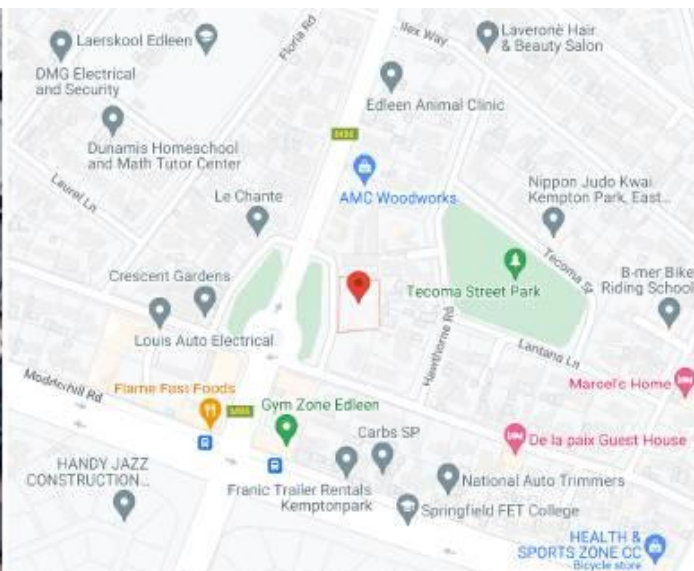 Laerskool Edleen
Floria Rd
Ilex Way
Laveroné Hair
& Beauty Salon
DMG Electrical
and Security
Edleen Animal Clinic
Dunamis Homeschool
and Math Tutor Center
Laurel Ln
Le Chante
AMC Woodworks
Nippon Judo Kwai
Kempton Park, East...
Crescent Gardens
Tecoma Street Park
Tecoma St
B-mer Bike
Riding School
Louis Auto Electrical
Hawthorne Rd
Lantana Ln
Modderhill Rd
Flame Fast Foods
Marcel's Home
Gym Zone Edleen
Carbs SP
De la paix Guest House
HANDY JAZZ
CONSTRUCTION...
Franic Trailer Rentals
Kemptonpark
National Auto Trimmers
Springfield FET College
HEALTH &
SPORTS ZONE CC
Bicycle store